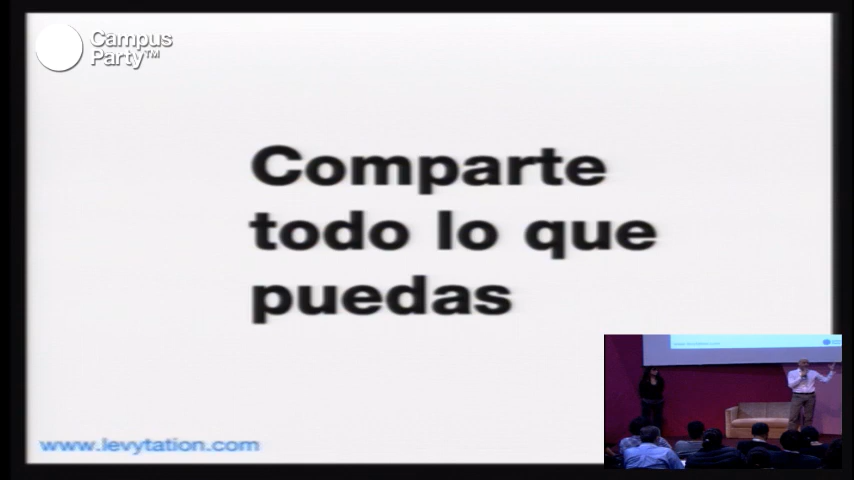 Campus
Party™
Comparte
todo lo que
puedas
www.levytation.com